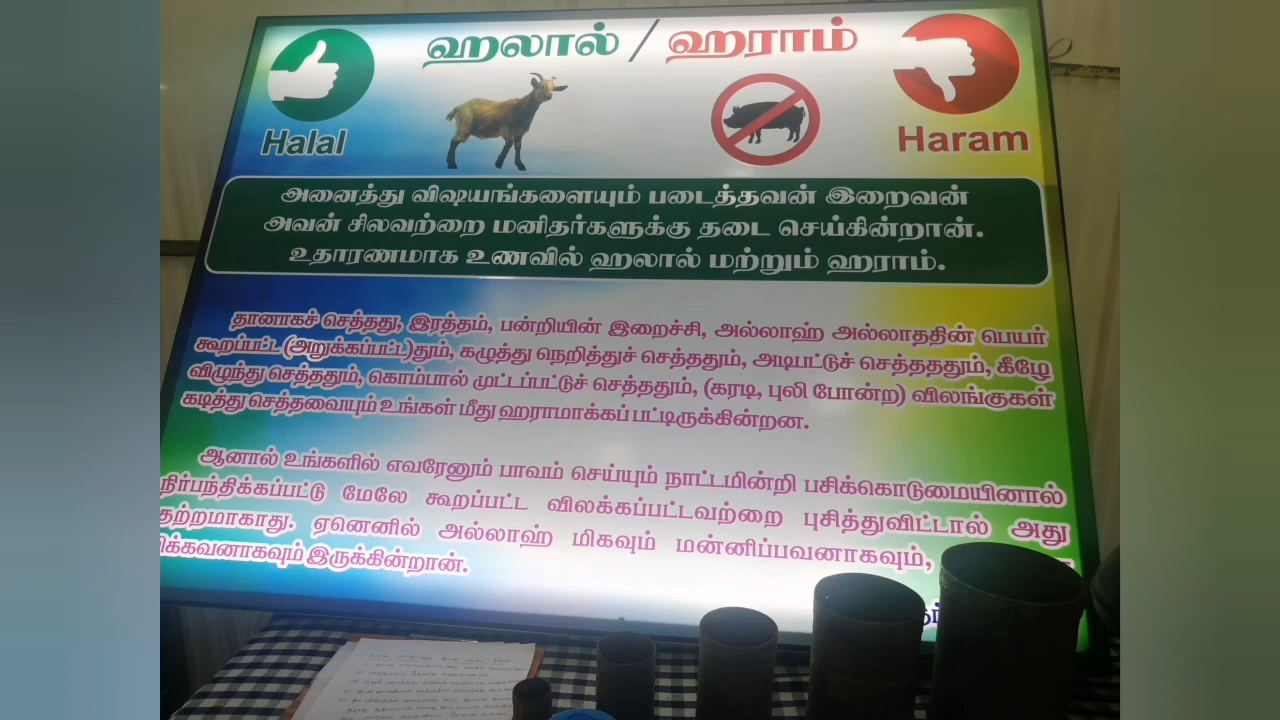 ஹலால் / ஹராம்
Halal
Haram
அனைத்து விஷயங்களையும் படைத்தவன் இறைவன்
அவன் சிலவற்றை மனிதர்களுக்கு தடை செய்கின்றான்.
உதாரணமாக உணவில் ஹலால் மற்றும் ஹராம்.
தானாகச் செத்தது, இரத்தம், பன்றியின் இறைச்சி, அல்லாஹ் அல்லாததின் பெயர்
கூறப்பட்ட (அறுக்கப்பட்ட)தும், கழுத்து நெறித்துச் செத்ததும், அடிபட்டுச் செத்தததும், கீழே
விழுந்து செத்ததும், கொம்பால் முட்டப்பட்டுச் செத்ததும், (கரடி, புலி போன்ற) விலங்குகள்
கடித்து செத்தவையும் உங்கள் மீது ஹராமாக்கப் பட்டிருக்கின்றன.
ஆனால் உங்களில் எவரேனும் பாவம் செய்யும் நாட்டமின்றி பசிக்கொடுமையினால்
நிர்பந்திக்கப்பட்டு மேலே கூறப்பட்ட விலக்கப்பட்டவற்றை புசித்துவிட்டால் அது
குற்றமாகாது. ஏனெனில் அல்லாஹ் மிகவும் மன்னிப்பவனாகவும்,
இருக்கின்றான்.